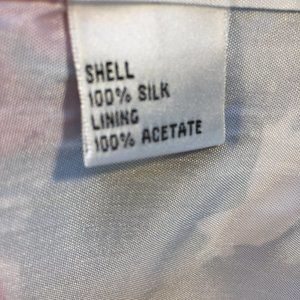 SHELL
100% SILK
LINING
100% ACETATE